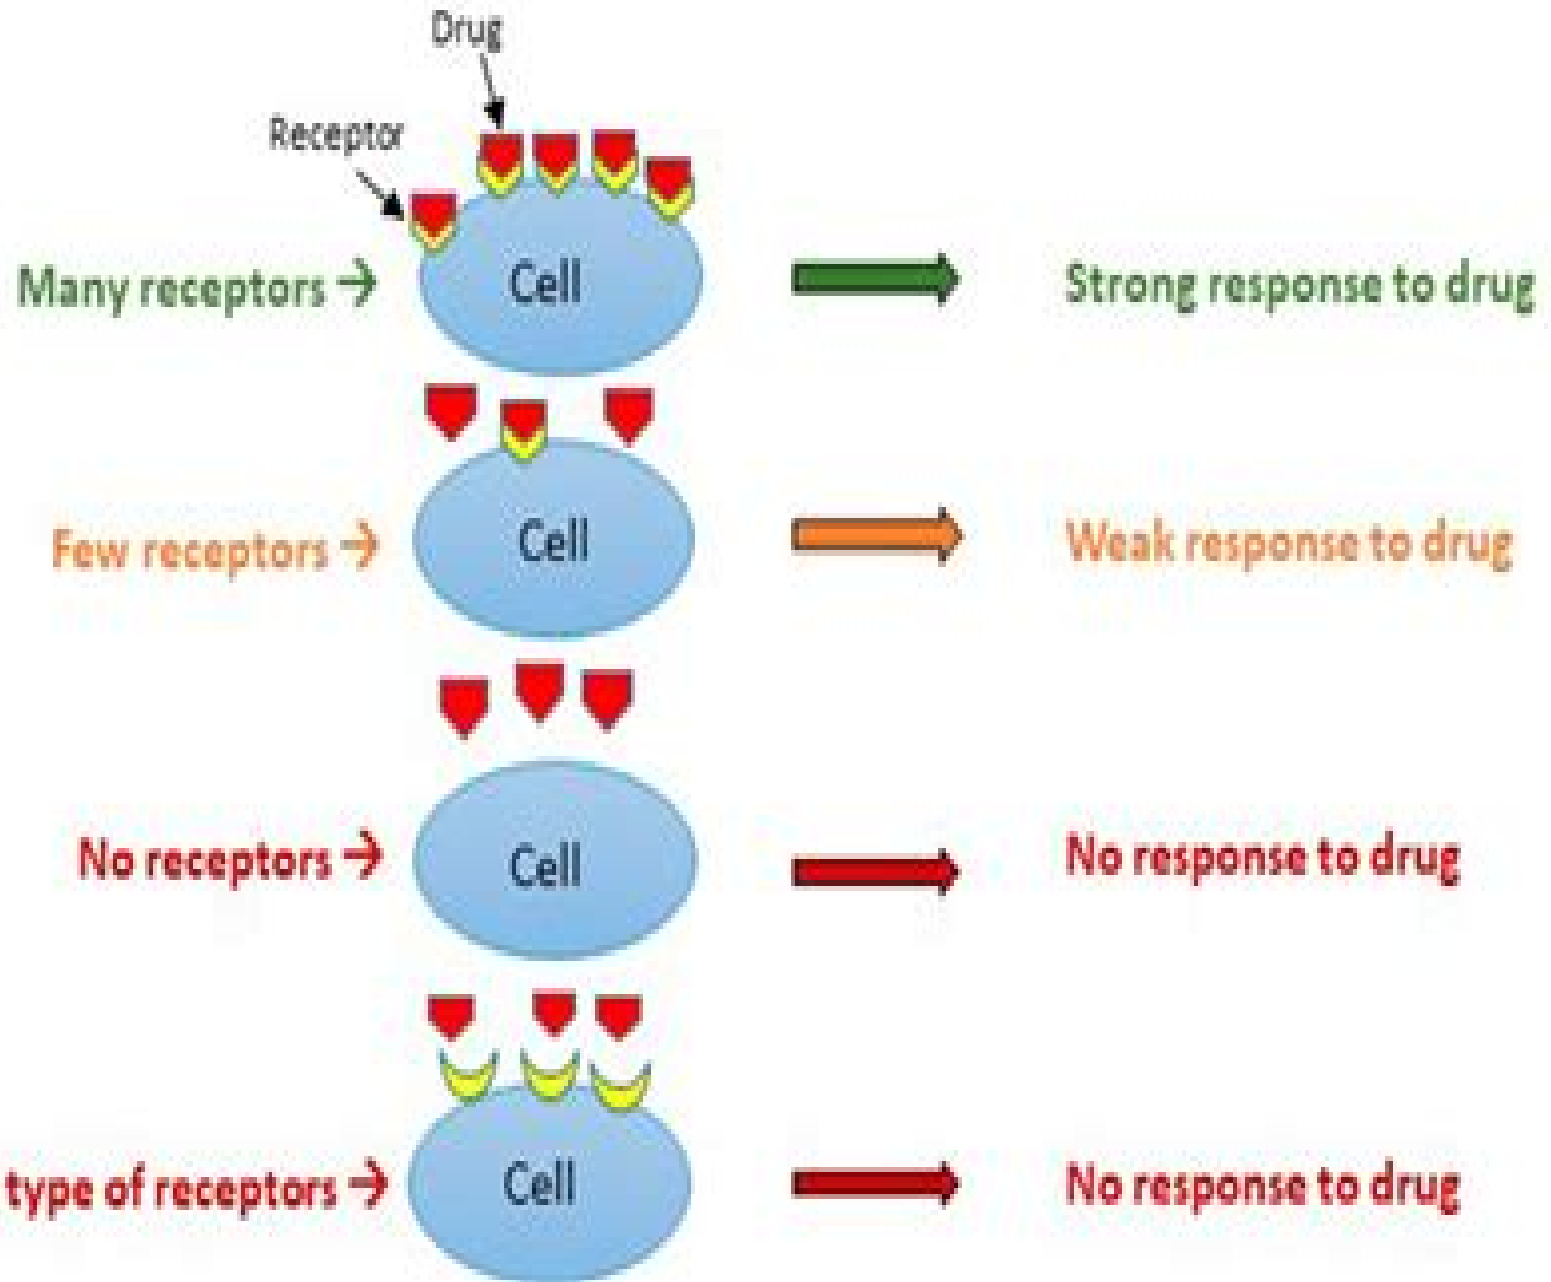 Drug
Receptor
Many receptors → Cell Strong response to drug
Few receptors → Cell Weak response to drug
No receptors → Cell No response to drug
type of receptors → Cell No response to drug